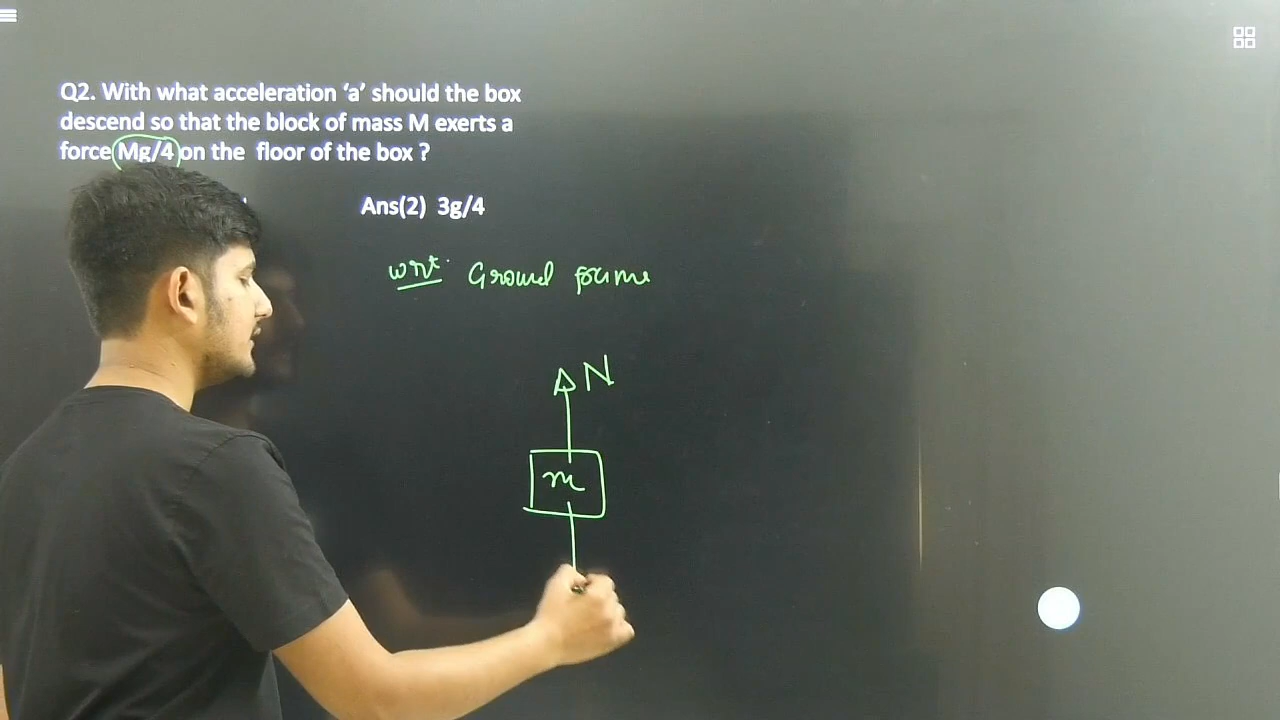 Q2. With what acceleration ‘a’ should the box
descend so that the block of mass M exerts a
force Mg/4 on the floor of the box ?
Ans(2) 3g/4
wrt. Ground frame
N
m